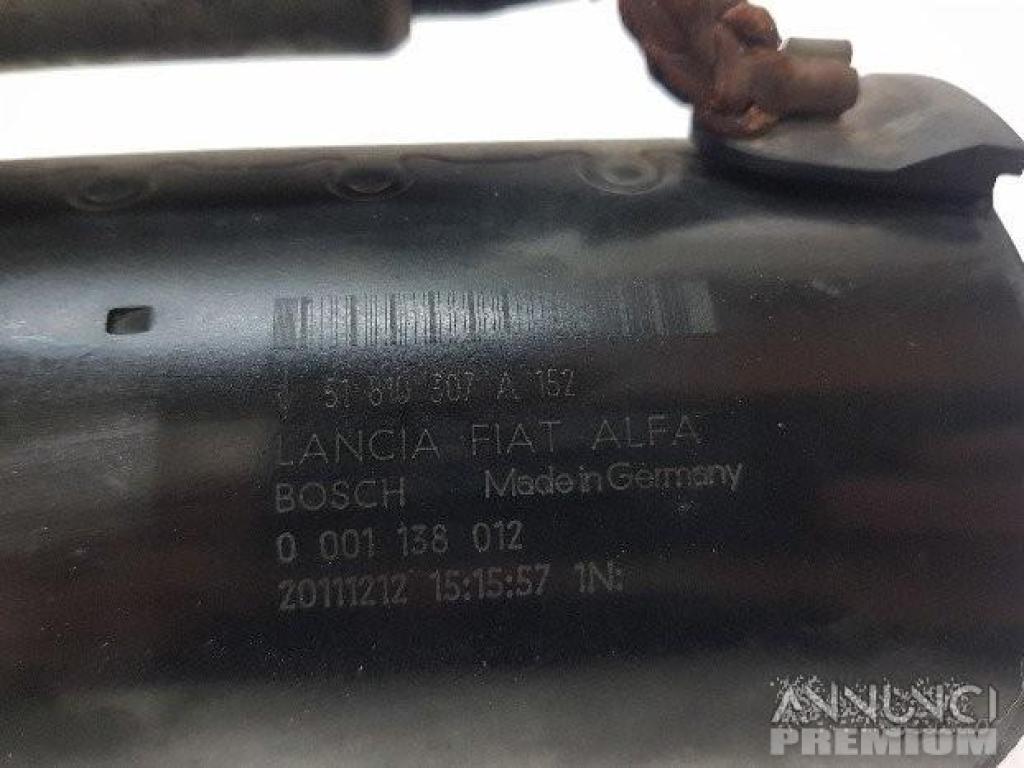 51 810 307 A 152
LANCIA FIAT ALFA
BOSCH Made in Germany
0 001 138 012
20111212 15:15:57 1N:
ANNUNCI
PREMIUM